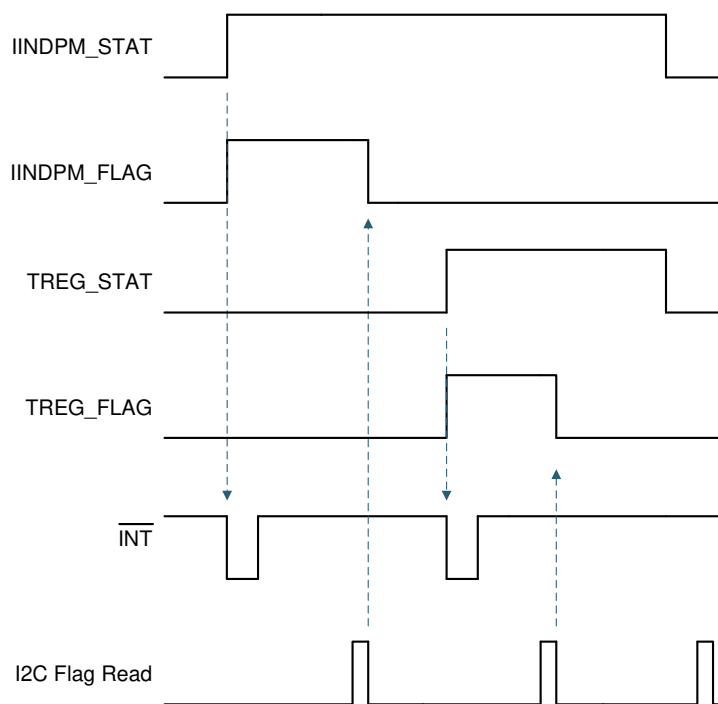 IINDPM_STAT
IINDPM_FLAG
TREG_STAT
TREG_FLAG
INT
I2C Flag Read